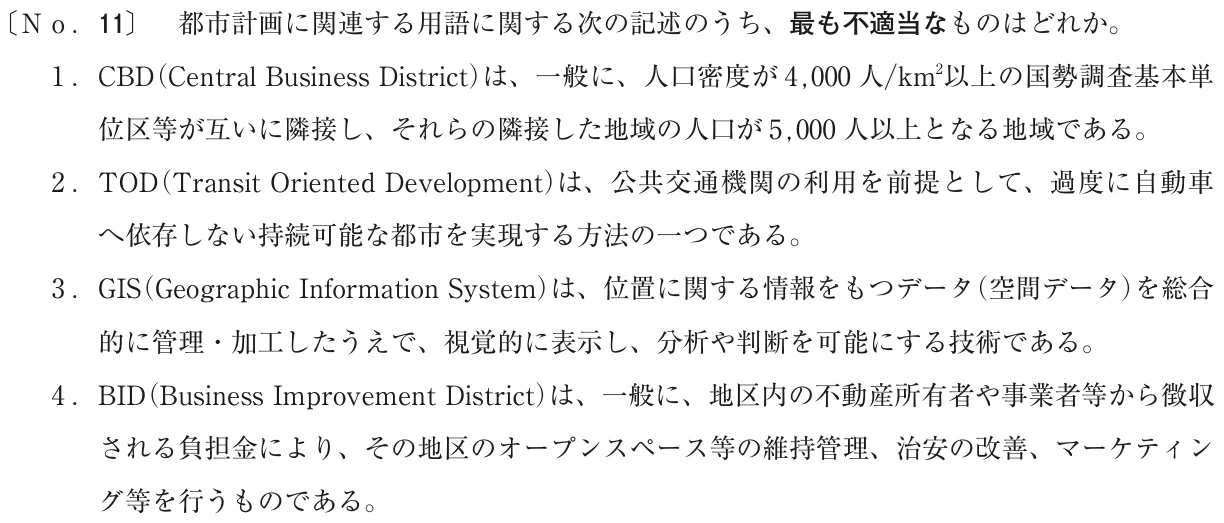 〔Ｎｏ．11〕　都市計画に関連する用語に関する次の記述のうち、最も不適当なものはどれか。
１．CBD(Central Business District)は、一般に、人口密度が4,000 人/km²以上の国勢調査基本単
位区等が互いに隣接し、それらの隣接した地域の人口が5,000 人以上となる地域である。
２．TOD(Transit Oriented Development)は、公共交通機関の利用を前提として、過度に自動車
へ依存しない持続可能な都市を実現する方法の一つである。
３．GIS(Geographic Information System)は、位置に関する情報をもつデータ(空間データ)を総合
的に管理・加工したうえで、視覚的に表示し、分析や判断を可能にする技術である。
４．BID(Business Improvement District)は、一般に、地区内の不動産所有者や事業者等から徴収
される負担金により、その地区のオープンスペース等の維持管理、治安の改善、マーケティン
グ等を行うものである。